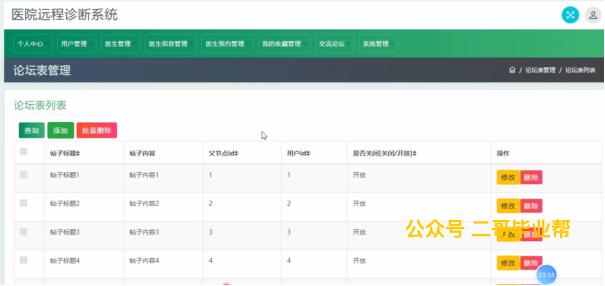 医院远程诊断系统
个人中心 用户管理 医生管理 医生信息管理 医生预约管理 我的收藏管理 交流论坛 系统管理
论坛表管理 / 论坛表管理 / 论坛表列表
论坛表列表
查询 添加 批量删除
帖子标题 帖子内容 父节点id 用户id 是否关闭[关闭/开放] 操作
帖子标题1 帖子内容1 1 1 开放 修改 删除
帖子标题2 帖子内容2 2 2 开放 修改 删除
帖子标题3 帖子内容3 3 3 开放
公众号 二哥毕业帮
帖子标题4 帖子内容4 4 4 开放 修改 删除
01:34